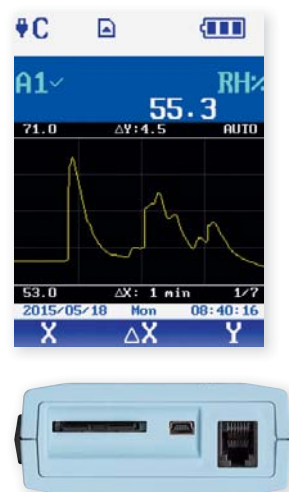 C
A1✓ RH%
55.3
71.0 ΔY:4.5 AUTO
53.0 ΔX: 1 min 1/7
2015/05/18 Mon 08:40:16
X ΔX Y